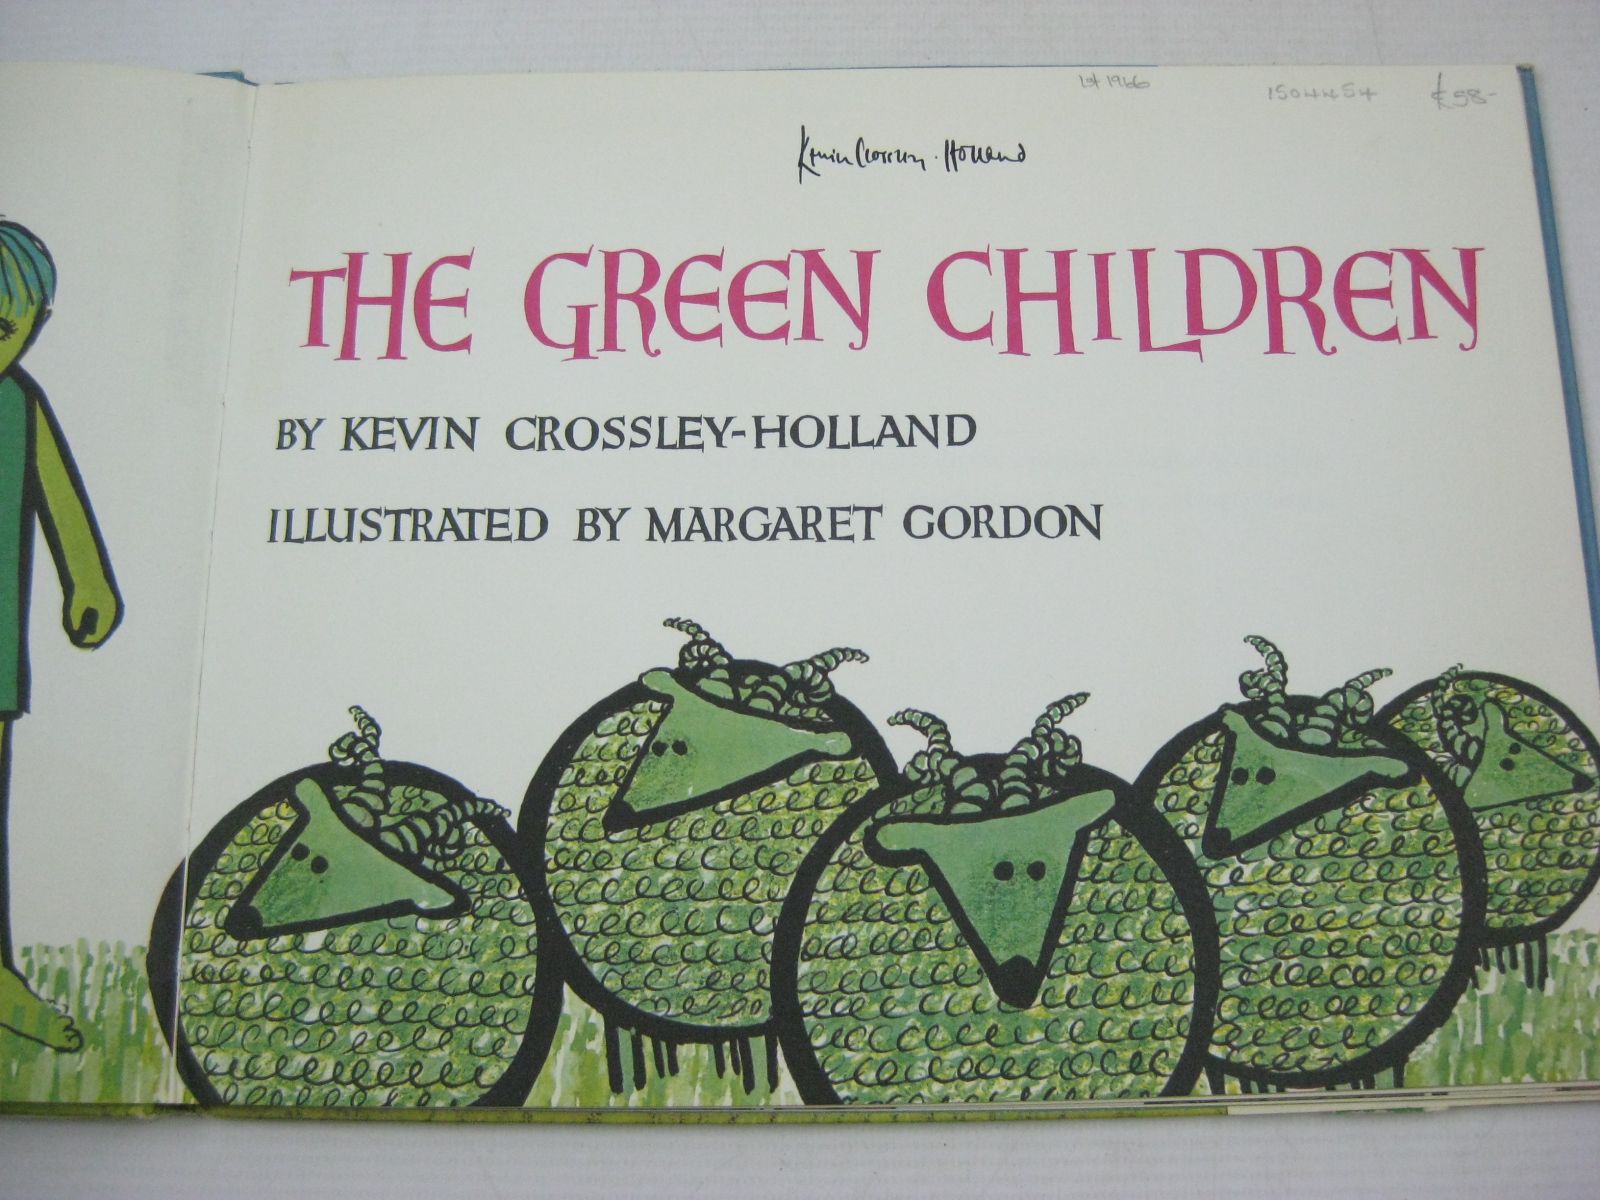 1st 1966 1504454 £58-
Kevin Crossley-Holland
THE GREEN CHILDREN
BY KEVIN CROSSLEY-HOLLAND
ILLUSTRATED BY MARGARET GORDON